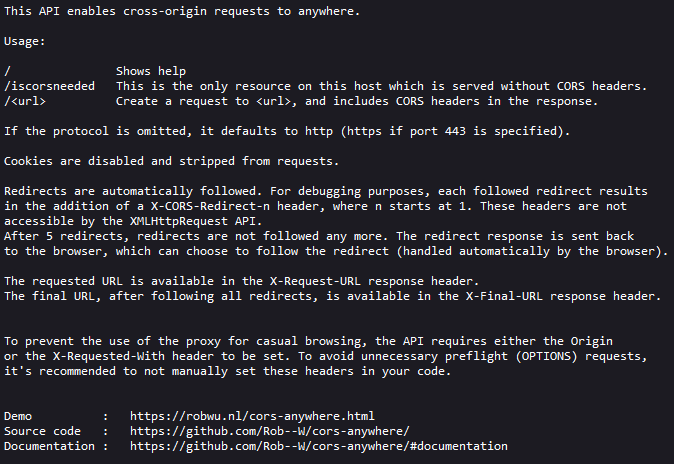 This API enables cross-origin requests to anywhere.
Usage:
/ Shows help
/iscorsneeded This is the only resource on this host which is served without CORS headers.
/<url> Create a request to <url>, and includes CORS headers in the response.
If the protocol is omitted, it defaults to http (https if port 443 is specified).
Cookies are disabled and stripped from requests.
Redirects are automatically followed. For debugging purposes, each followed redirect results
in the addition of a X-CORS-Redirect-n header, where n starts at 1. These headers are not
accessible by the XMLHttpRequest API.
After 5 redirects, redirects are not followed any more. The redirect response is sent back
to the browser, which can choose to follow the redirect (handled automatically by the browser).
The requested URL is available in the X-Request-URL response header.
The final URL, after following all redirects, is available in the X-Final-URL response header.
To prevent the use of the proxy for casual browsing, the API requires either the Origin
or the X-Requested-With header to be set. To avoid unnecessary preflight (OPTIONS) requests,
it's recommended to not manually set these headers in your code.
Demo : https://robwu.nl/cors-anywhere.html
Source code : https://github.com/Rob--W/cors-anywhere/
Documentation : https://github.com/Rob--W/cors-anywhere/#documentation